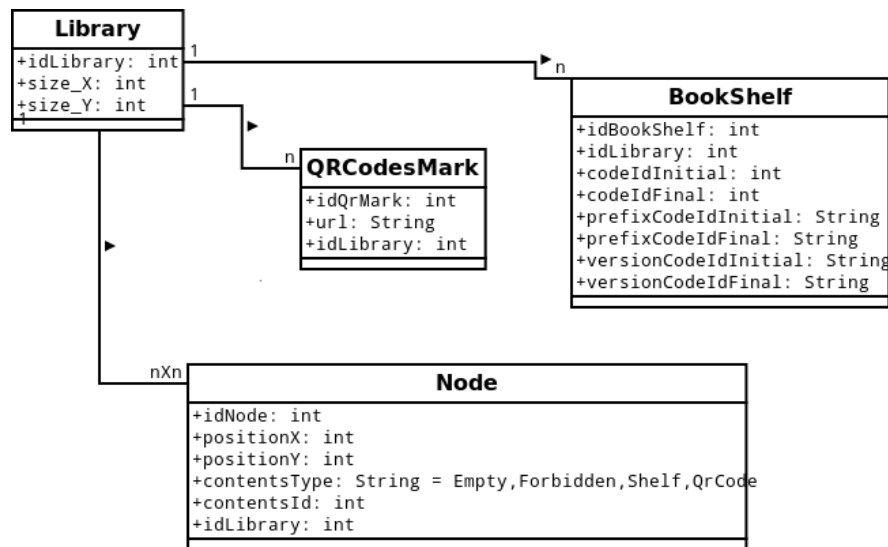 Library
+idLibrary: int
+size_X: int
+size_Y: int
1
1
1
n
n
BookShelf
+idBookShelf: int
+idLibrary: int
+codeIdInitial: int
+codeIdFinal: int
+prefixCodeIdInitial: String
+prefixCodeIdFinal: String
+versionCodeIdInitial: String
+versionCodeIdFinal: String
QRCodesMark
+idQrMark: int
+url: String
+idLibrary: int
nXn
Node
+idNode: int
+positionX: int
+positionY: int
+contentsType: String = Empty,Forbidden,Shelf,QrCode
+contentsId: int
+idLibrary: int